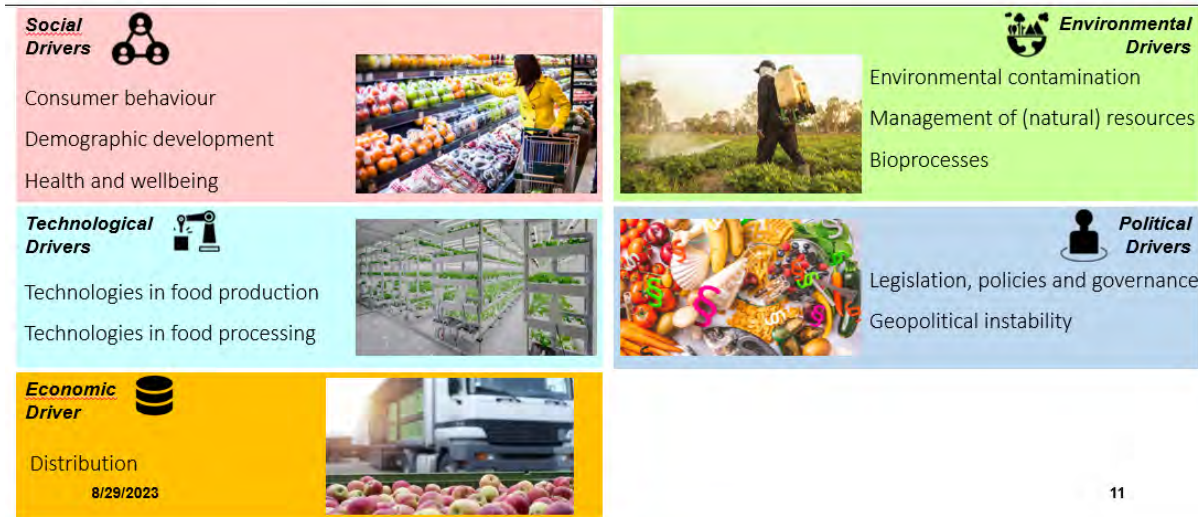 Social
Drivers
Consumer behaviour
Demographic development
Health and wellbeing
Environmental
Drivers
Environmental contamination
Management of (natural) resources
Bioprocesses
Technological
Drivers
Technologies in food production
Technologies in food processing
Political
Drivers
Legislation, policies and governance
Geopolitical instability
Economic
Driver
Distribution
8/29/2023
11